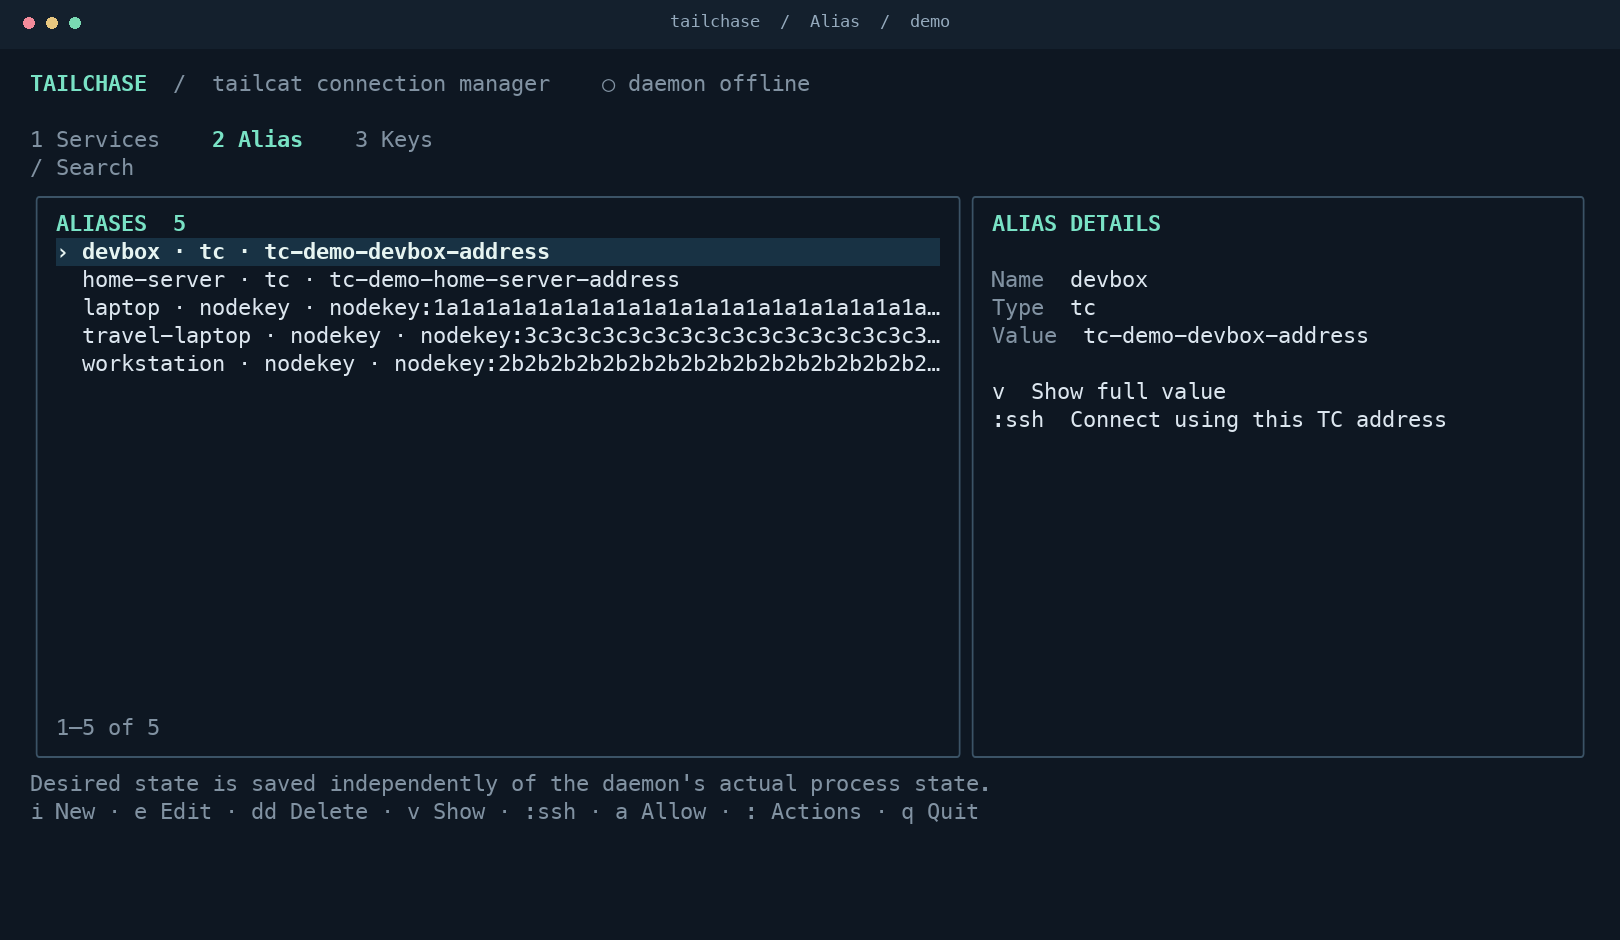 tailchase / Alias / demo
TAILCHASE / tailcat connection manager ○ daemon offline
1 Services 2 Alias 3 Keys
/ Search
ALIASES 5
› devbox · tc · tc-demo-devbox-address
home-server · tc · tc-demo-home-server-address
laptop · nodekey · nodekey:1a1a1a1a1a1a1a1a1a1a1a1a1a1a1a1a1a1a1a…
travel-laptop · nodekey · nodekey:3c3c3c3c3c3c3c3c3c3c3c3c3c3c3c3…
workstation · nodekey · nodekey:2b2b2b2b2b2b2b2b2b2b2b2b2b2b2b2b2…
1–5 of 5
ALIAS DETAILS
Name devbox
Type tc
Value tc-demo-devbox-address
v Show full value
:ssh Connect using this TC address
Desired state is saved independently of the daemon's actual process state.
i New · e Edit · dd Delete · v Show · :ssh · a Allow · : Actions · q Quit